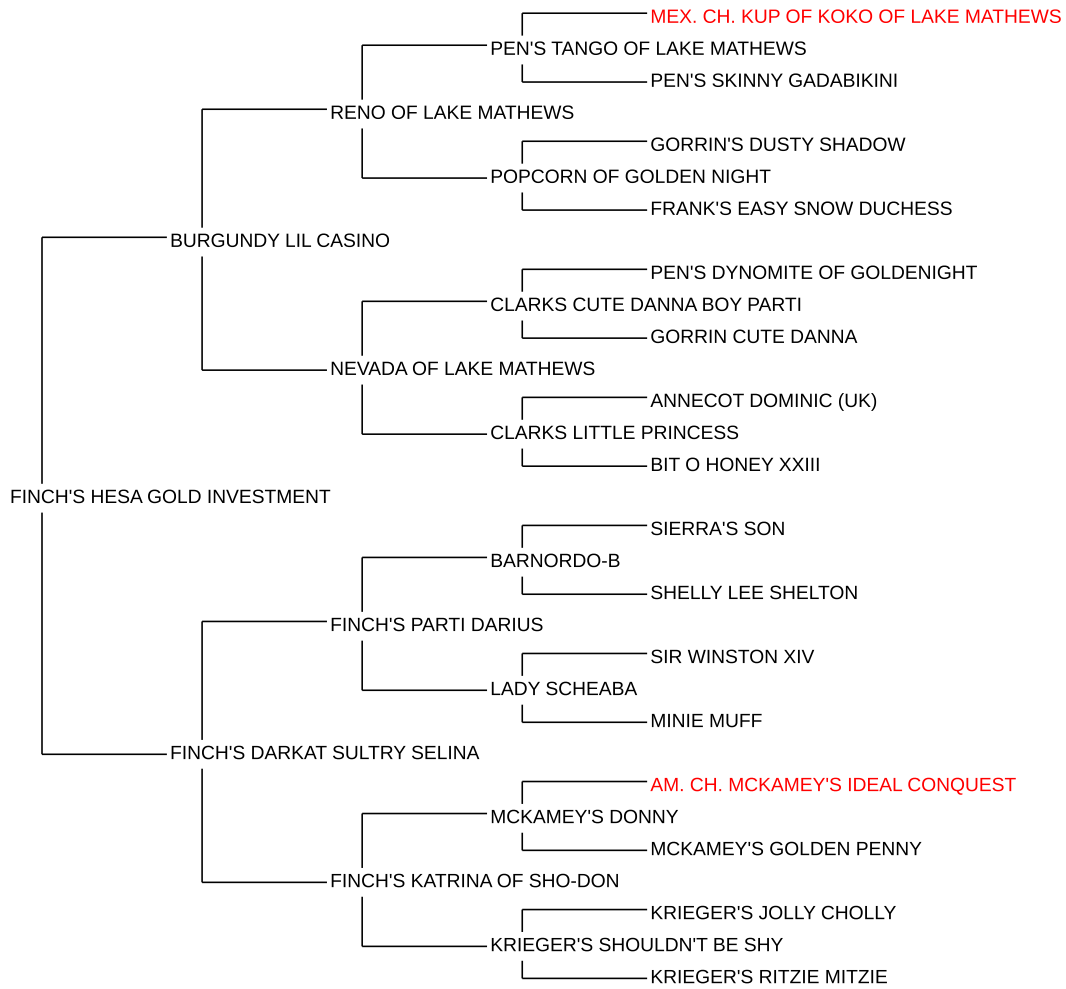 MEX. CH. KUP OF KOKO OF LAKE MATHEWS
PEN'S TANGO OF LAKE MATHEWS
PEN'S SKINNY GADABIKINI
RENO OF LAKE MATHEWS
GORRIN'S DUSTY SHADOW
POPCORN OF GOLDEN NIGHT
FRANK'S EASY SNOW DUCHESS
BURGUNDY LIL CASINO
PEN'S DYNOMITE OF GOLDENIGHT
CLARKS CUTE DANNA BOY PARTI
GORRIN CUTE DANNA
NEVADA OF LAKE MATHEWS
ANNECOT DOMINIC (UK)
CLARKS LITTLE PRINCESS
BIT O HONEY XXIII
FINCH'S HESA GOLD INVESTMENT
SIERRA'S SON
BARNORDO-B
SHELLY LEE SHELTON
FINCH'S PARTI DARIUS
SIR WINSTON XIV
LADY SCHEABA
MINIE MUFF
FINCH'S DARKAT SULTRY SELINA
AM. CH. MCKAMEY'S IDEAL CONQUEST
MCKAMEY'S DONNY
MCKAMEY'S GOLDEN PENNY
FINCH'S KATRINA OF SHO-DON
KRIEGER'S JOLLY CHOLLY
KRIEGER'S SHOULDN'T BE SHY
KRIEGER'S RITZIE MITZIE